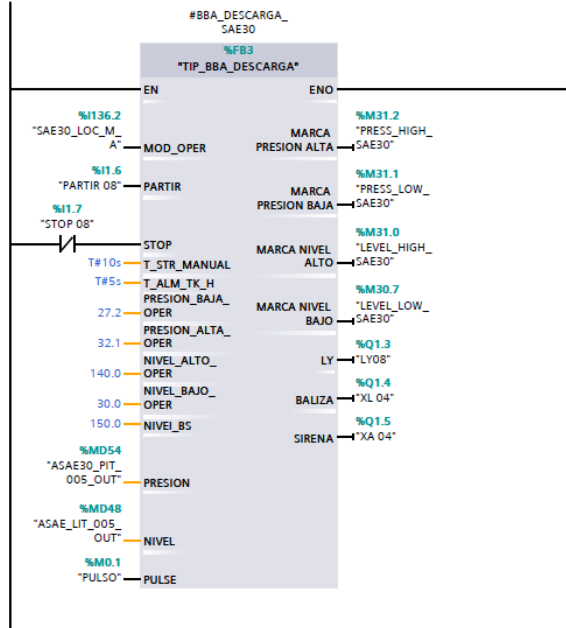 #BBA_DESCARGA_
SAE30
%FB3
"TIP_BBA_DESCARGA"
EN ENO
%I136.2
"SAE30_LOC_M_
A"
MOD_OPER
MARCA
PRESION ALTA
%M31.2
"PRESS_HIGH_
SAE30"
%I1.6
"PARTIR 08"
PARTIR
MARCA
PRESION BAJA
%M31.1
"PRESS_LOW_
SAE30"
%I1.7
"STOP 08"
STOP
MARCA NIVEL
ALTO
%M31.0
"LEVEL_HIGH_
SAE30"
T#10s T_STR_MANUAL
T#5s T_ALM_TK_H
27.2
PRESION_BAJA_
OPER
MARCA NIVEL
BAJO
%M30.7
"LEVEL_LOW_
SAE30"
32.1
PRESION_ALTA_
OPER
140.0
NIVEL_ALTO_
OPER
LY
%Q1.3
"LY08"
30.0
NIVEL_BAJO_
OPER
BALIZA
%Q1.4
"XL 04"
150.0 NIVEI_BS
SIRENA
%Q1.5
"XA 04"
%MD54
"ASAE30_PIT_
005_OUT"
PRESION
%MD48
"ASAE_LIT_005_
OUT"
NIVEL
%M0.1
"PULSO"
PULSE